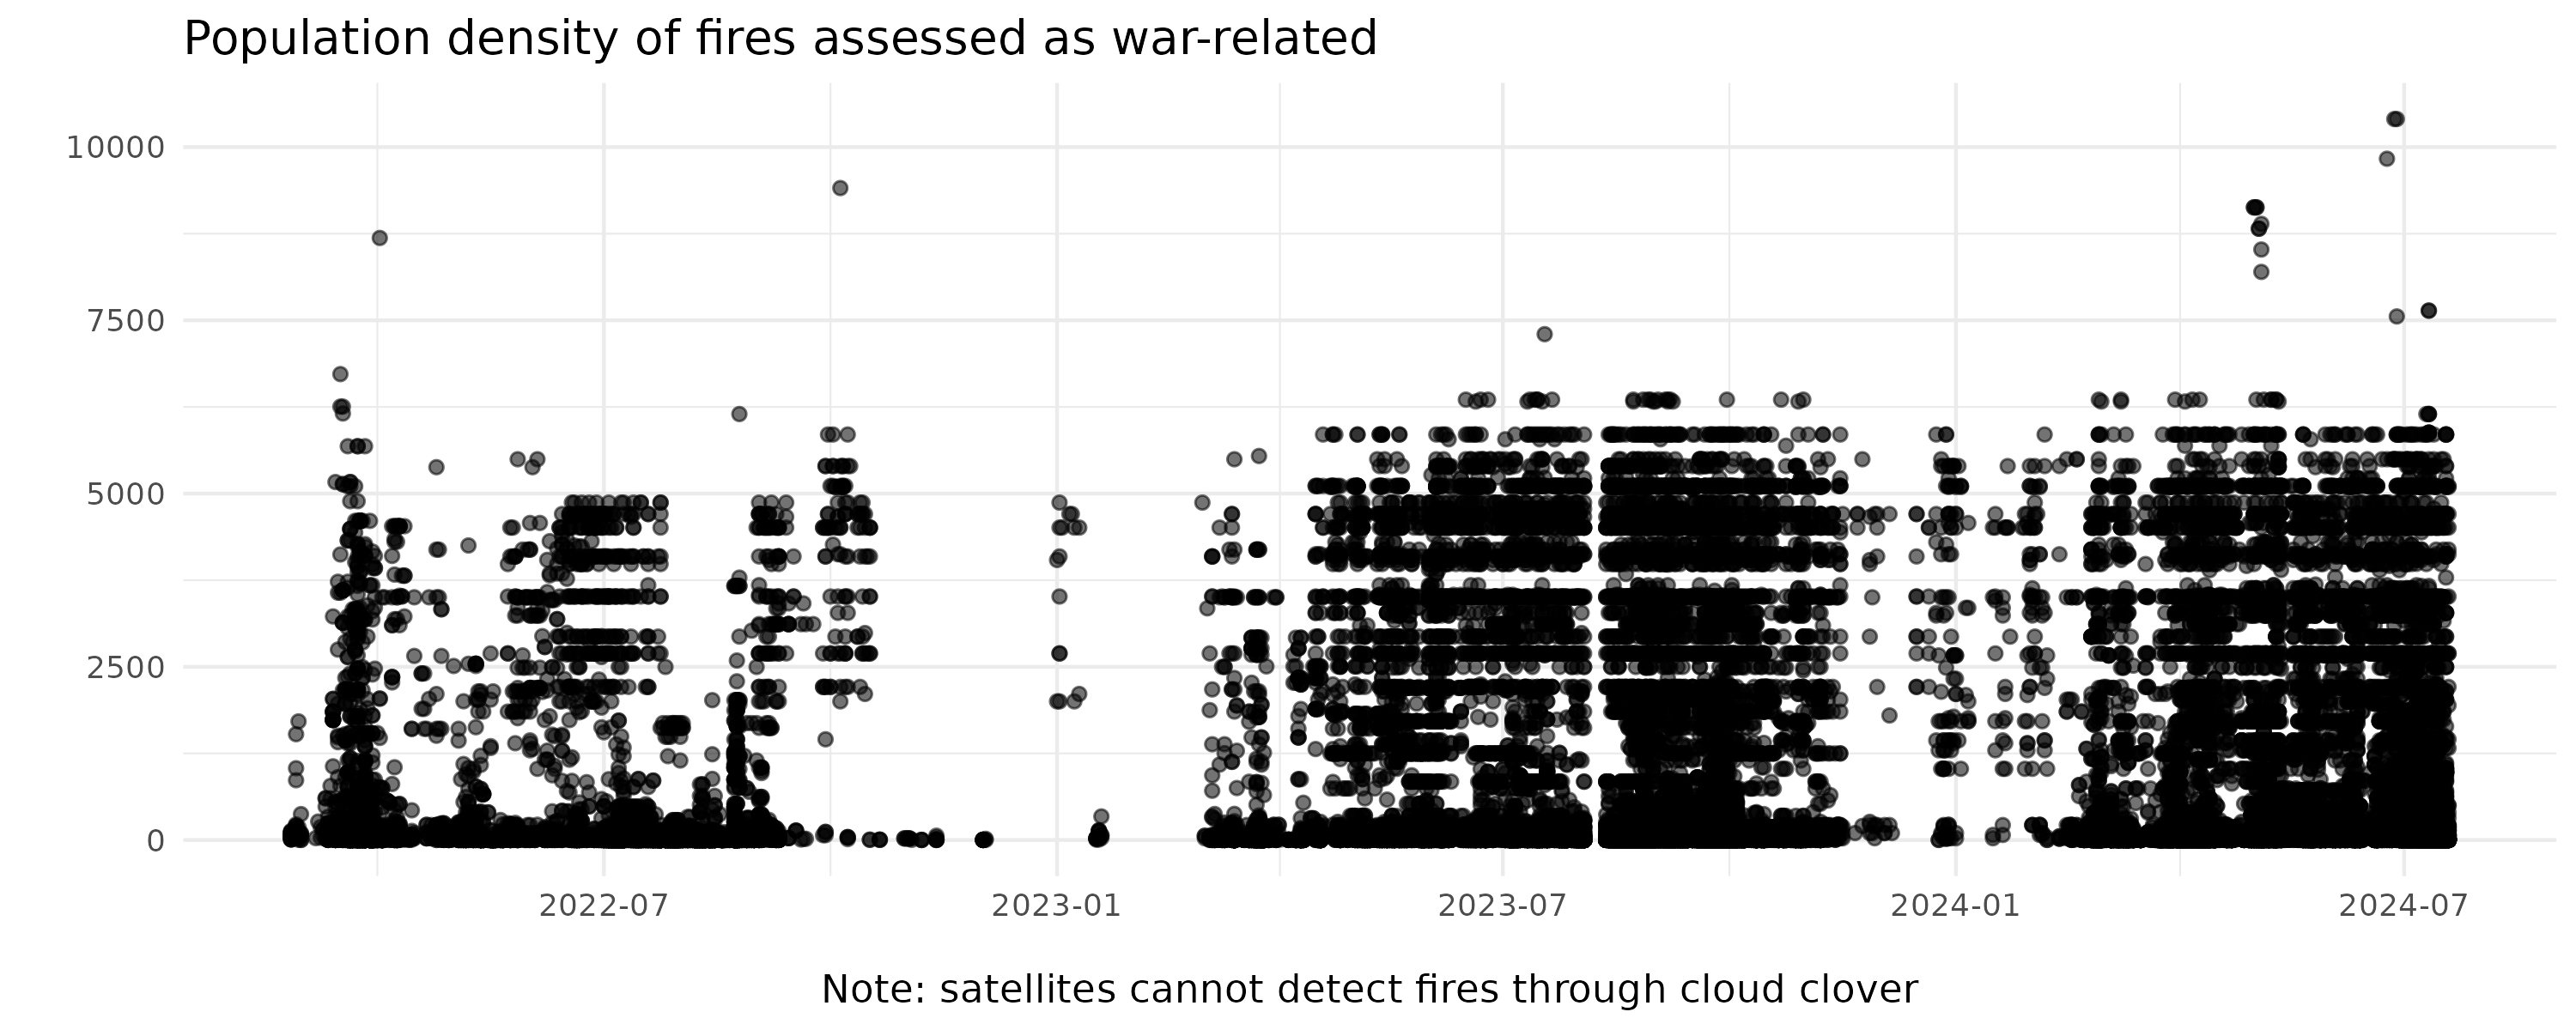 Population density of fires assessed as war-related
10000
7500
5000
2500
0
2022-07 2023-01 2023-07 2024-01 2024-07
Note: satellites cannot detect fires through cloud clover